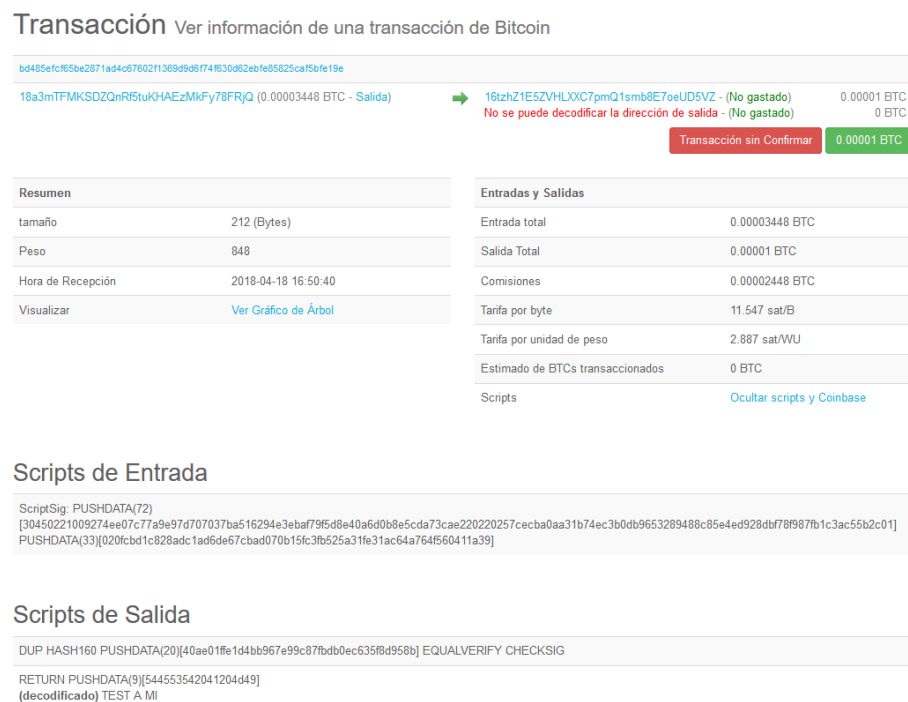 Transacción Ver información de una transacción de Bitcoin
bd485efcf65be2871ad4c67602f1369d9d6f74f630d62ebfe85825caf5bfe19e
18a3mTFMKSDZQnRf5tuKHAEzMkFy78FRjQ (0.00003448 BTC - Salida)
16tzhZ1E5ZVHLXXC7pmQ1smb8E7oeUD5VZ - (No gastado) 0.00001 BTC
No se puede decodificar la dirección de salida - (No gastado) 0 BTC
Transacción sin Confirmar 0.00001 BTC
Resumen
tamaño 212 (Bytes)
Peso 848
Hora de Recepción 2018-04-18 16:50:40
Visualizar Ver Gráfico de Árbol
Entradas y Salidas
Entrada total 0.00003448 BTC
Salida Total 0.00001 BTC
Comisiones 0.00002448 BTC
Tarifa por byte 11.547 sat/B
Tarifa por unidad de peso 2.887 sat/WU
Estimado de BTCs transaccionados 0 BTC
Scripts Ocultar scripts y Coinbase
Scripts de Entrada
ScriptSig: PUSHDATA(72)
[30450221009274ee07c77a9e97d707037ba516294e3ebaf79f5d8e40a6d0b8e5cda73cae220220257cecba0aa31b74ec3b0db9653289488c85e4ed928dbf78f987fb1c3ac55b2c01]
PUSHDATA(33)[020fcbd1c828adc1ad6de67cbad070b15fc3fb525a31fe31ac64a764f560411a39]
Scripts de Salida
DUP HASH160 PUSHDATA(20)[40ae01ffe1d4bb967e99c87fbdb0ec635f8d958b] EQUALVERIFY CHECKSIG
RETURN PUSHDATA(9)[544553542041204d49]
(decodificado) TEST A MI